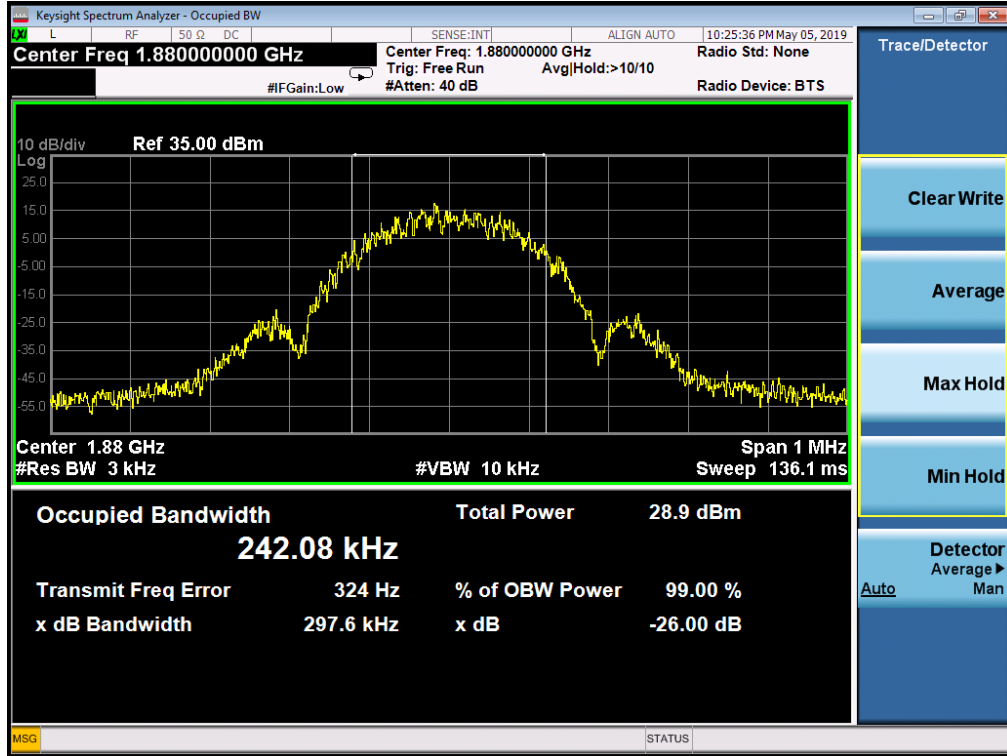 Keysight Spectrum Analyzer - Occupied BW
LXI L RF 50 Ω DC SENSE:INT ALIGN AUTO 10:25:36 PM May 05, 2019
Center Freq 1.880000000 GHz Center Freq: 1.880000000 GHz Radio Std: None
Trig: Free Run Avg|Hold:>10/10
#IFGain:Low #Atten: 40 dB Radio Device: BTS
Trace/Detector
10 dB/div Ref 35.00 dBm
Log
25.0
15.0
5.00
-5.00
-15.0
-25.0
-35.0
-45.0
-55.0
Center 1.88 GHz Span 1 MHz
#Res BW 3 kHz #VBW 10 kHz Sweep 136.1 ms
Occupied Bandwidth Total Power 28.9 dBm
242.08 kHz
Transmit Freq Error 324 Hz % of OBW Power 99.00 %
x dB Bandwidth 297.6 kHz x dB -26.00 dB
Clear Write
Average
Max Hold
Min Hold
Detector
Average▶
Auto Man
MSG STATUS